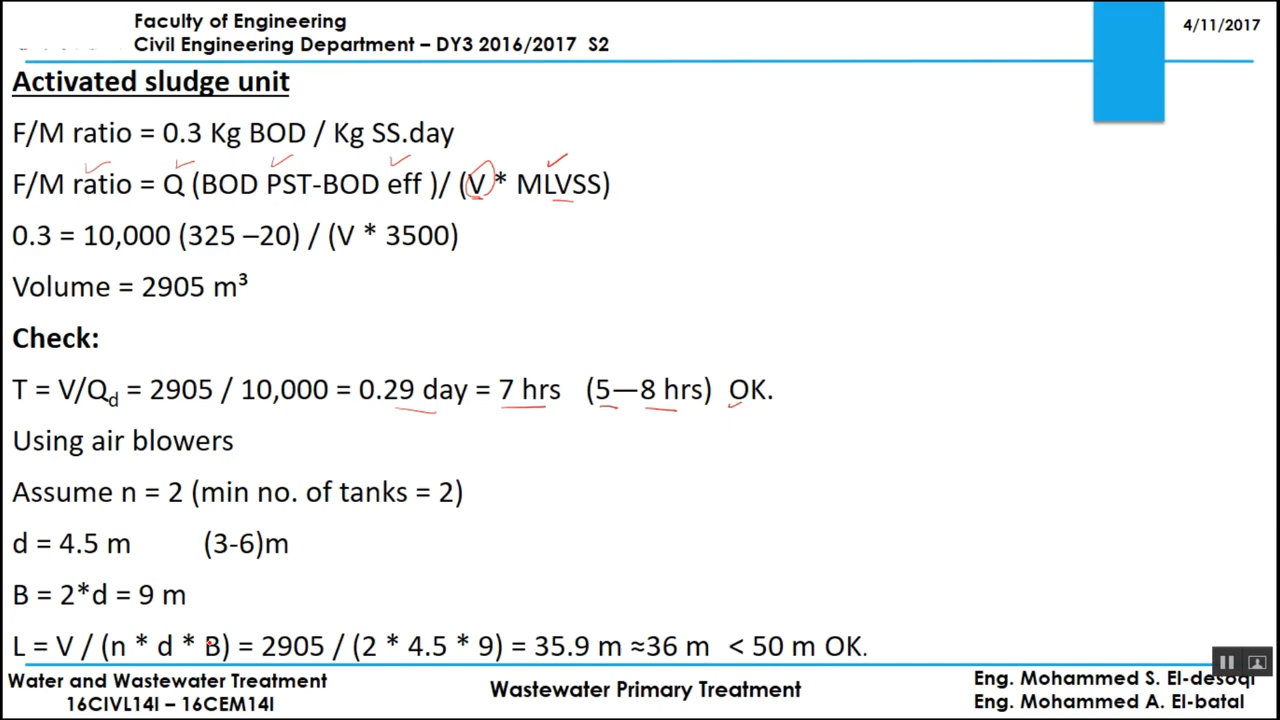 Faculty of Engineering
Civil Engineering Department – DY3 2016/2017 S2
4/11/2017
Activated sludge unit
F/M ratio = 0.3 Kg BOD / Kg SS.day
F/M ratio = Q (BOD PST-BOD eff )/ (V * MLVSS)
0.3 = 10,000 (325 –20) / (V * 3500)
Volume = 2905 m³
Check:
T = V/Qd = 2905 / 10,000 = 0.29 day = 7 hrs (5—8 hrs) OK.
Using air blowers
Assume n = 2 (min no. of tanks = 2)
d = 4.5 m (3-6)m
B = 2*d = 9 m
L = V / (n * d * B) = 2905 / (2 * 4.5 * 9) = 35.9 m ≈36 m < 50 m OK.
Water and Wastewater Treatment
16CIVL14I – 16CEM14I
Wastewater Primary Treatment
Eng. Mohammed S. El-desoqi
Eng. Mohammed A. El-batal